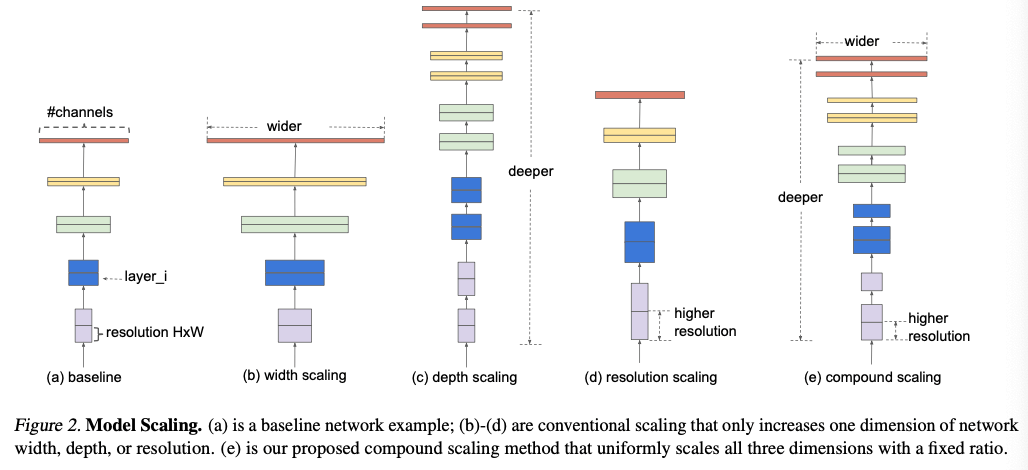 #channels
layer_i
resolution HxW
(a) baseline
wider
(b) width scaling
deeper
(c) depth scaling
higher
resolution
(d) resolution scaling
wider
deeper
higher
resolution
(e) compound scaling
Figure 2. Model Scaling. (a) is a baseline network example; (b)-(d) are conventional scaling that only increases one dimension of network
width, depth, or resolution. (e) is our proposed compound scaling method that uniformly scales all three dimensions with a fixed ratio.